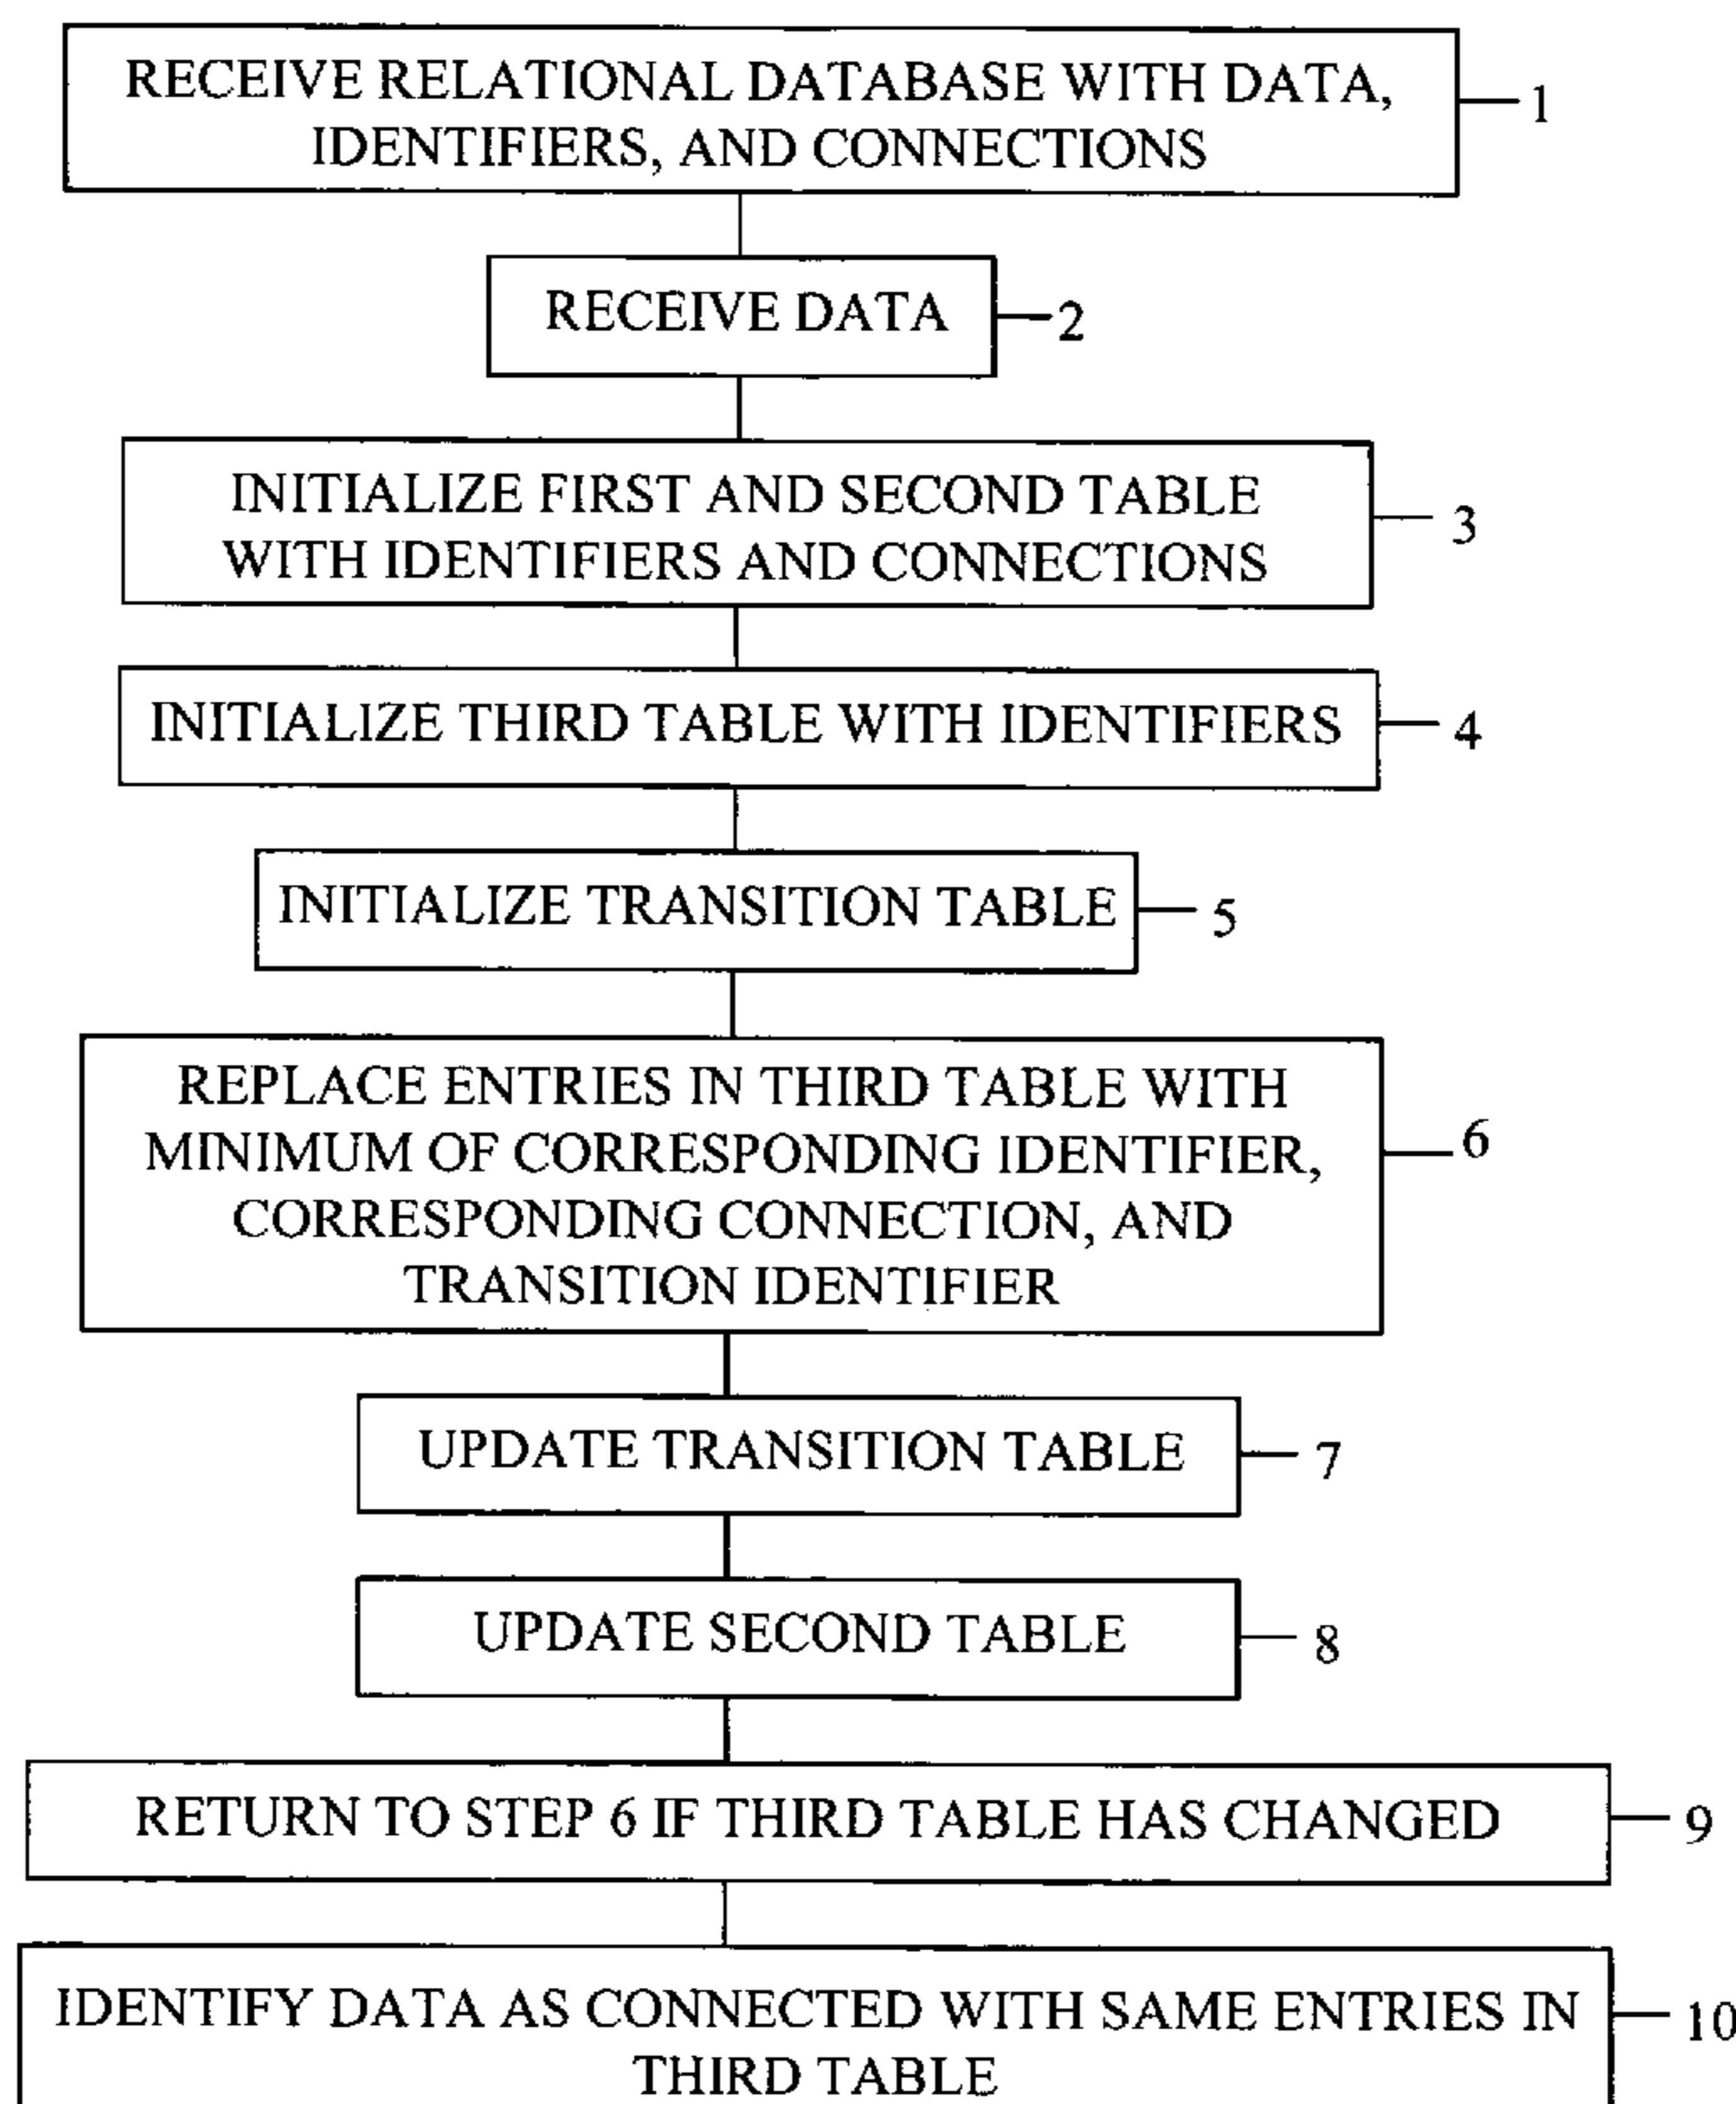 RECEIVE RELATIONAL DATABASE WITH DATA,
IDENTIFIERS, AND CONNECTIONS
1
RECEIVE DATA
2
INITIALIZE FIRST AND SECOND TABLE
WITH IDENTIFIERS AND CONNECTIONS
3
INITIALIZE THIRD TABLE WITH IDENTIFIERS
4
INITIALIZE TRANSITION TABLE
5
REPLACE ENTRIES IN THIRD TABLE WITH
MINIMUM OF CORRESPONDING IDENTIFIER,
CORRESPONDING CONNECTION, AND
TRANSITION IDENTIFIER
6
UPDATE TRANSITION TABLE
7
UPDATE SECOND TABLE
8
RETURN TO STEP 6 IF THIRD TABLE HAS CHANGED
9
IDENTIFY DATA AS CONNECTED WITH SAME ENTRIES IN
THIRD TABLE
10